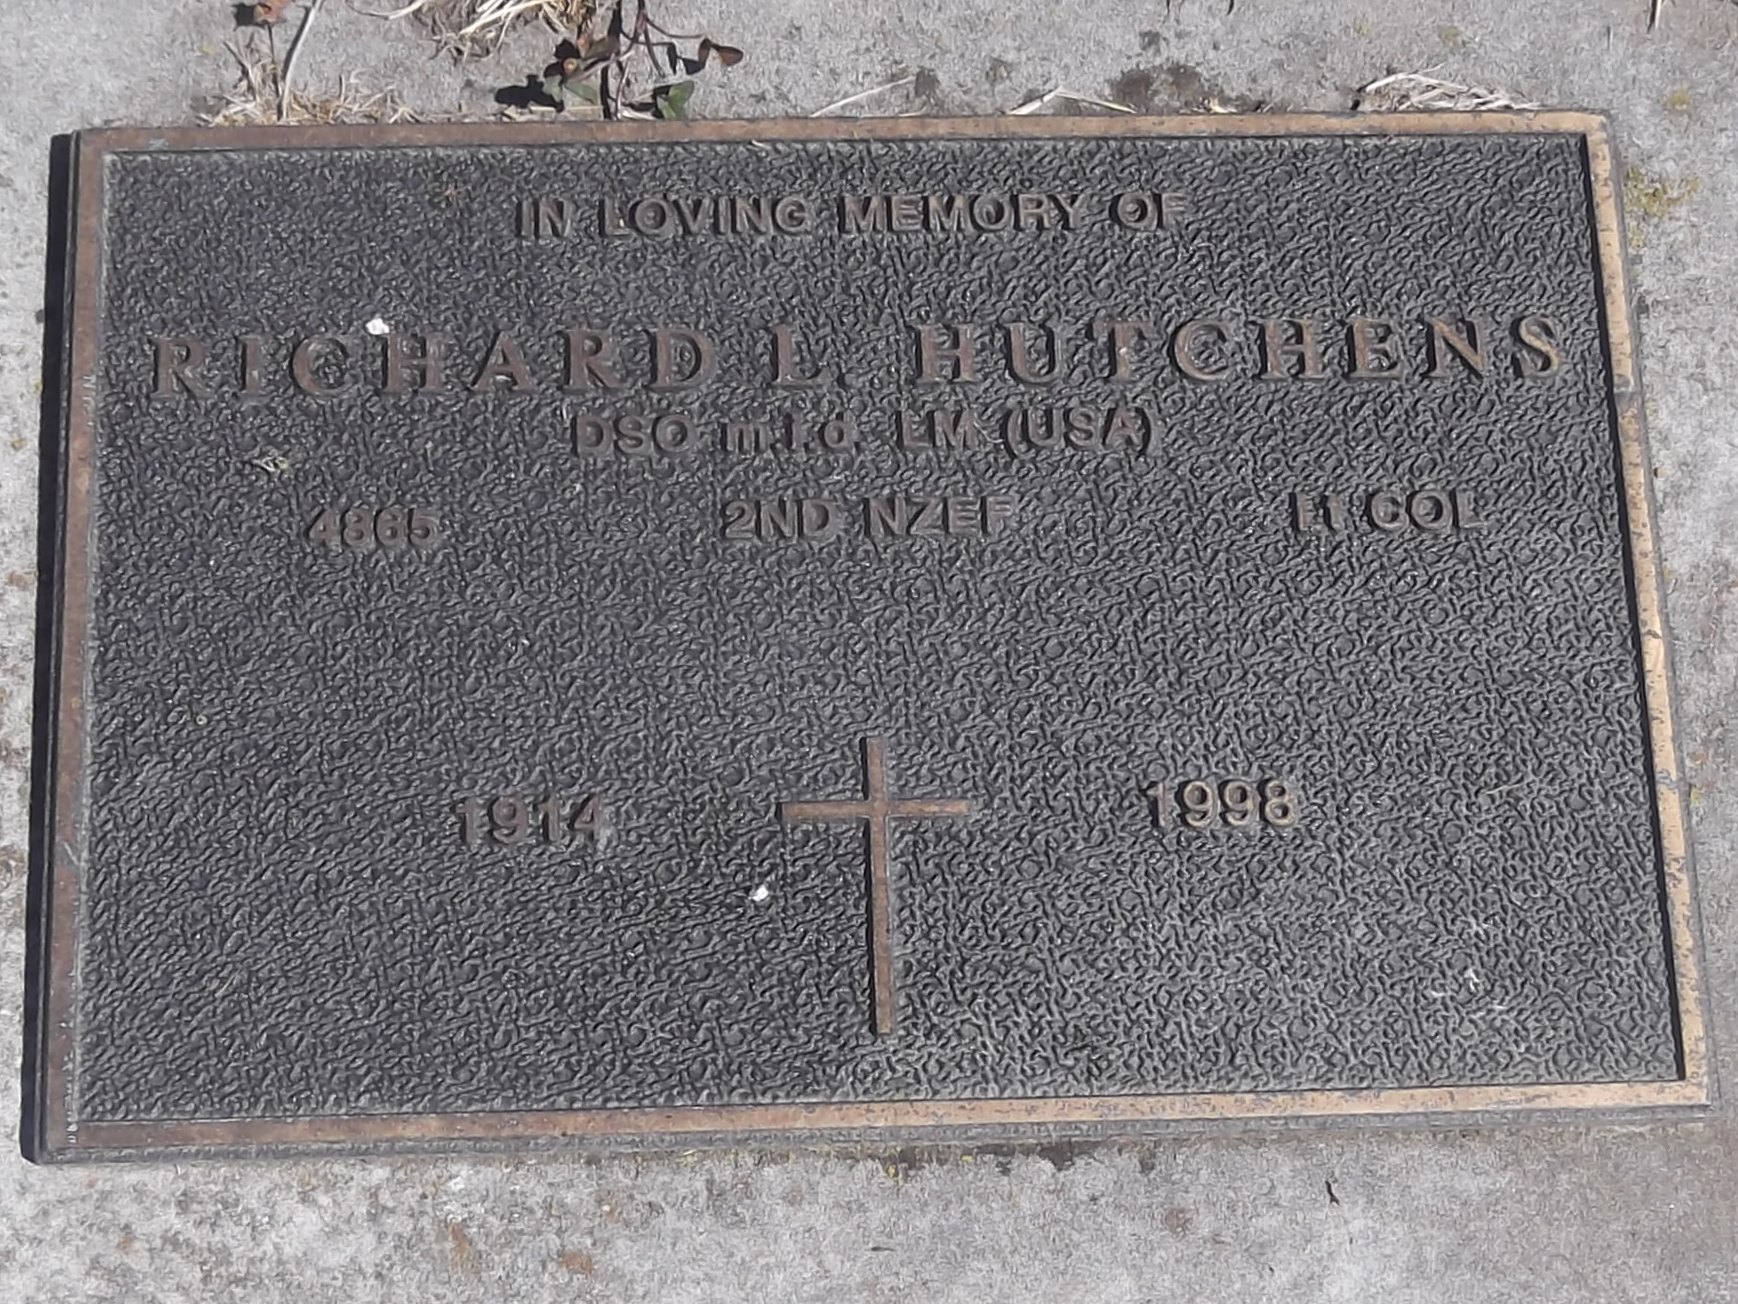 IN LOVING MEMORY OF
RICHARD L. HUTCHENS
DSO m.i.d. LM (USA)
4865 2ND NZEF Lt COL
1914 1998